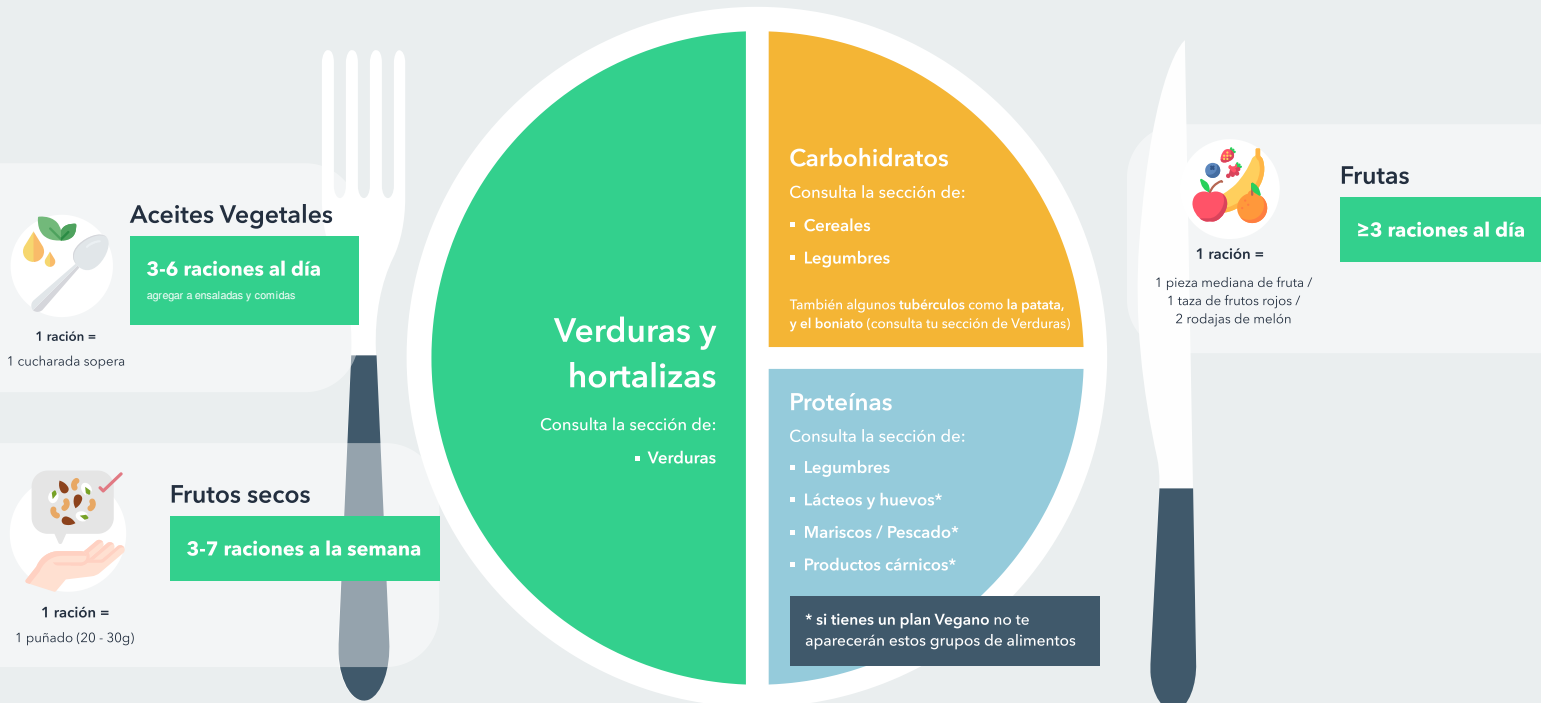 Aceites Vegetales
3-6 raciones al día
agregar a ensaladas y comidas
1 ración =
1 cucharada sopera
Frutos secos
3-7 raciones a la semana
1 ración =
1 puñado (20 - 30g)
Verduras y
hortalizas
Consulta la sección de:
▪ Verduras
Carbohidratos
Consulta la sección de:
▪ Cereales
▪ Legumbres
También algunos tubérculos como la patata,
y el boniato (consulta tu sección de Verduras)
Proteínas
Consulta la sección de:
▪ Legumbres
▪ Lácteos y huevos*
▪ Mariscos / Pescado*
▪ Productos cárnicos*
* si tienes un plan Vegano no te
aparecerán estos grupos de alimentos
Frutas
≥3 raciones al día
1 ración =
1 pieza mediana de fruta /
1 taza de frutos rojos /
2 rodajas de melón